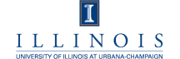 I
ILLINOIS
UNIVERSITY OF ILLINOIS AT URBANA-CHAMPAIGN